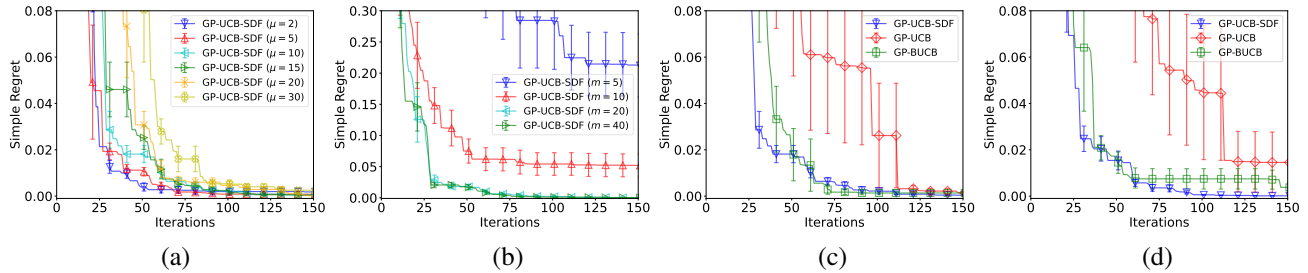 Simple Regret
0.08
0.06
0.04
0.02
0.00
0 25 50 75 100 125 150
Iterations
GP-UCB-SDF (μ = 2)
GP-UCB-SDF (μ = 5)
GP-UCB-SDF (μ = 10)
GP-UCB-SDF (μ = 15)
GP-UCB-SDF (μ = 20)
GP-UCB-SDF (μ = 30)
(a)
Simple Regret
0.30
0.25
0.20
0.15
0.10
0.05
0.00
0 25 50 75 100 125 150
Iterations
GP-UCB-SDF (m = 5)
GP-UCB-SDF (m = 10)
GP-UCB-SDF (m = 20)
GP-UCB-SDF (m = 40)
(b)
Simple Regret
0.08
0.06
0.04
0.02
0.00
0 25 50 75 100 125 150
Iterations
GP-UCB-SDF
GP-UCB
GP-BUCB
(c)
Simple Regret
0.08
0.06
0.04
0.02
0.00
0 25 50 75 100 125 150
Iterations
GP-UCB-SDF
GP-UCB
GP-BUCB
(d)